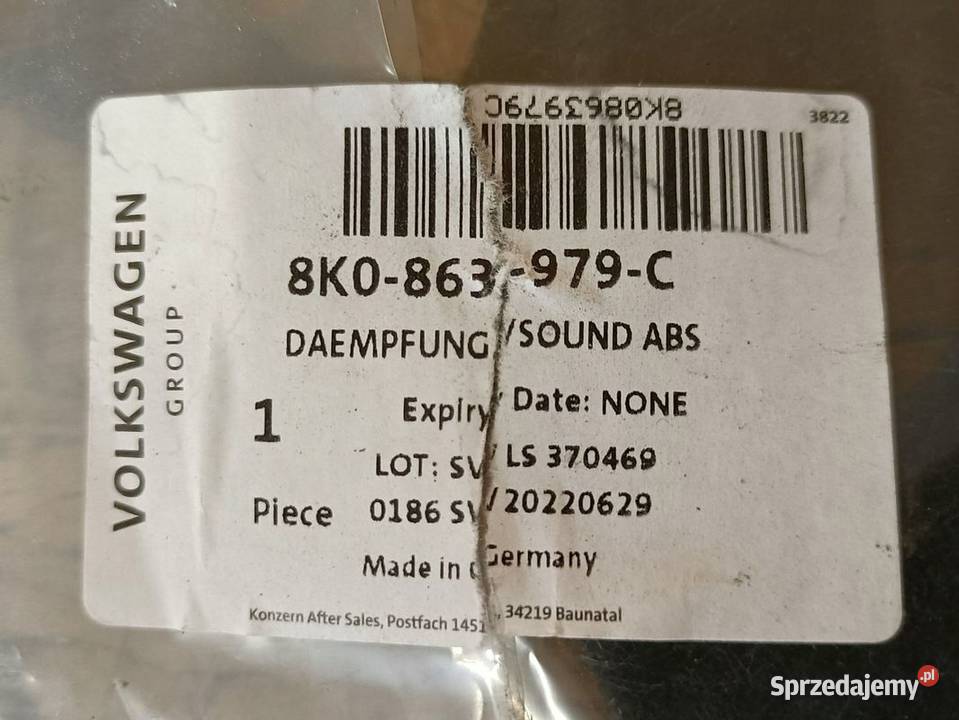 8K0863979C
3822
VOLKSWAGEN
GROUP
8K0-863-979-C
DAEMPFUNG/SOUND ABS
1
Expiry Date: NONE
LOT: SV LS 370469
Piece 0186 SV 20220629
Made in Germany
Konzern After Sales, Postfach 1451, 34219 Baunatal
Sprzedajemy.pl